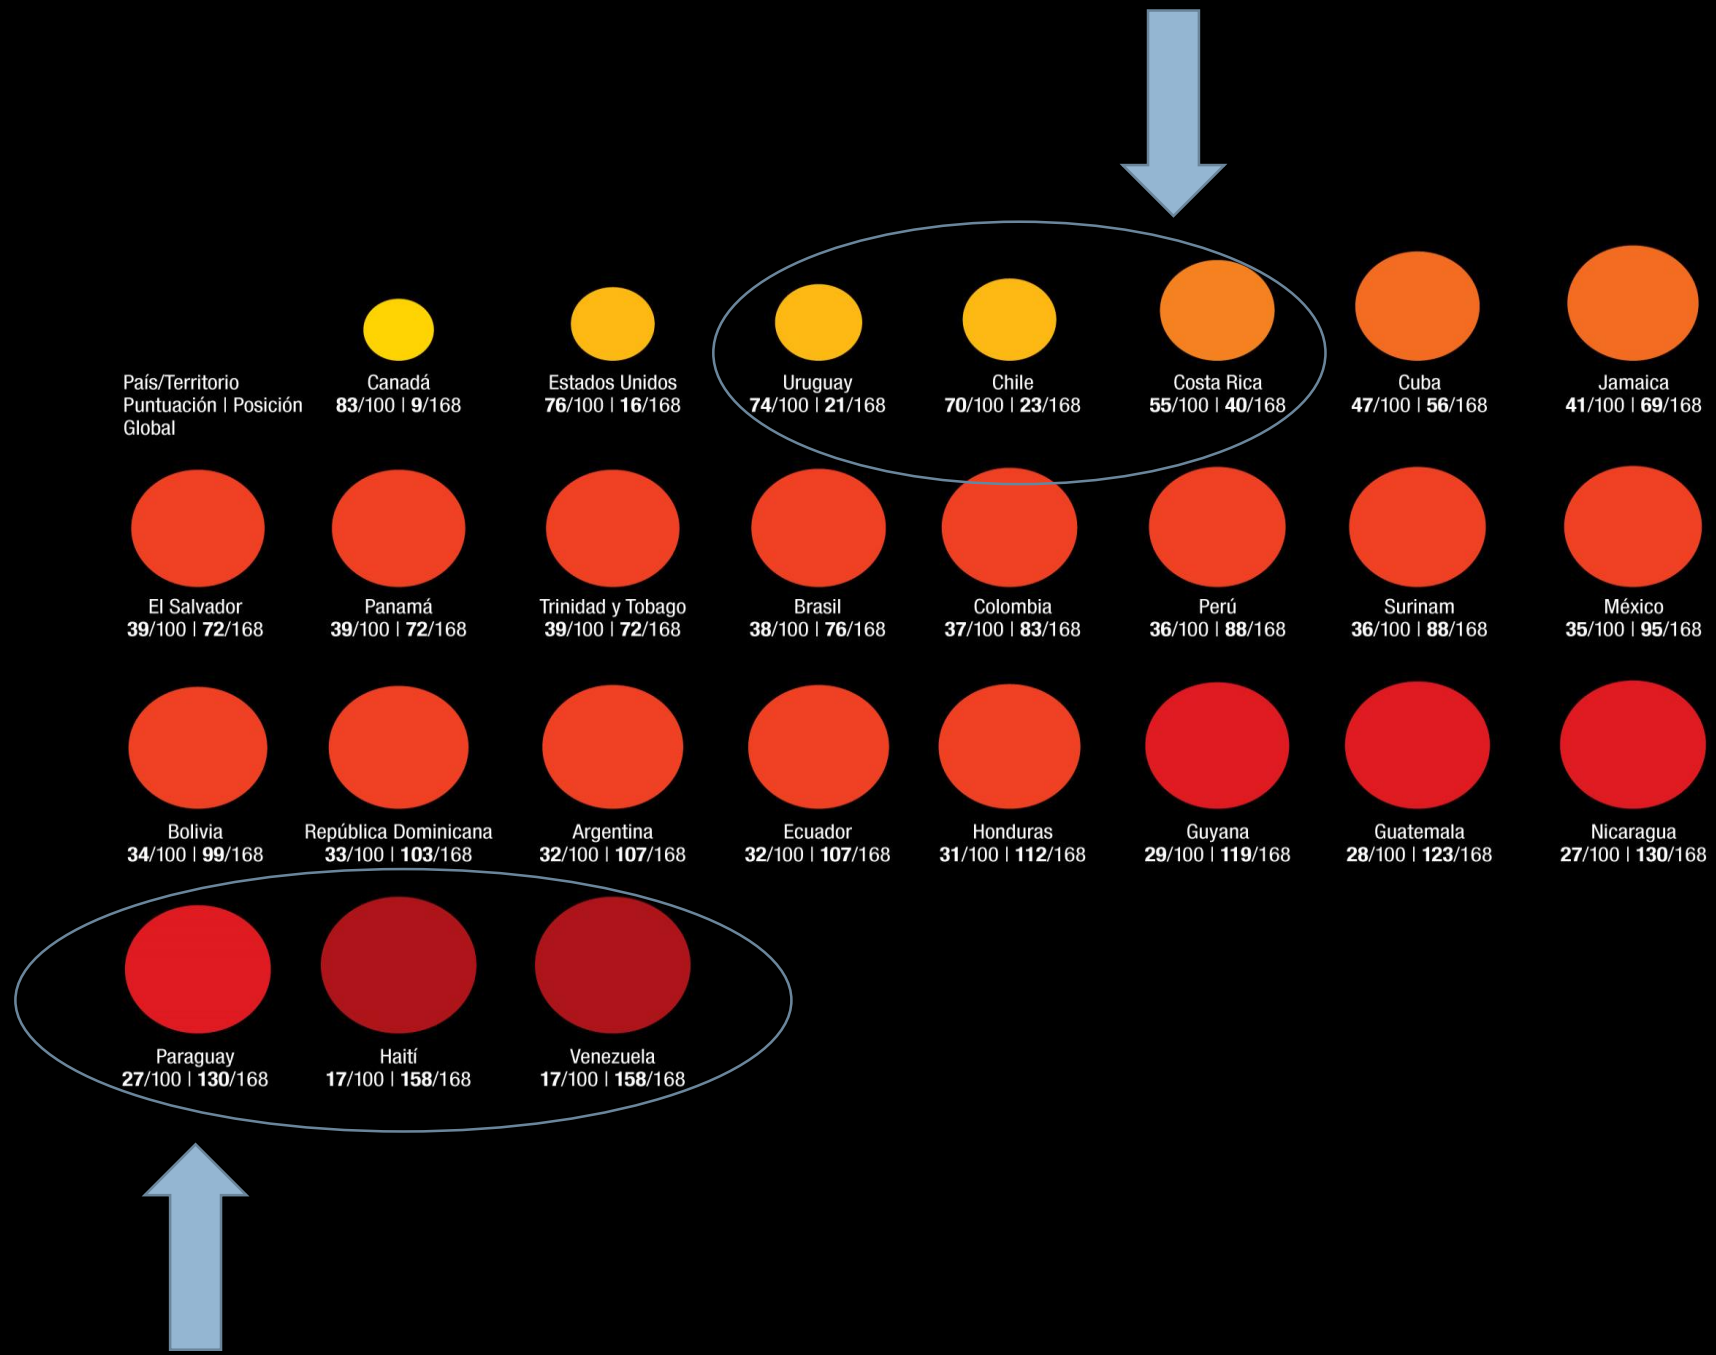 País/Territorio
Puntuación | Posición
Global
Canadá
83/100 | 9/168
Estados Unidos
76/100 | 16/168
Uruguay
74/100 | 21/168
Chile
70/100 | 23/168
Costa Rica
55/100 | 40/168
Cuba
47/100 | 56/168
Jamaica
41/100 | 69/168
El Salvador
39/100 | 72/168
Panamá
39/100 | 72/168
Trinidad y Tobago
39/100 | 72/168
Brasil
38/100 | 76/168
Colombia
37/100 | 83/168
Perú
36/100 | 88/168
Surinam
36/100 | 88/168
México
35/100 | 95/168
Bolivia
34/100 | 99/168
República Dominicana
33/100 | 103/168
Argentina
32/100 | 107/168
Ecuador
32/100 | 107/168
Honduras
31/100 | 112/168
Guyana
29/100 | 119/168
Guatemala
28/100 | 123/168
Nicaragua
27/100 | 130/168
Paraguay
27/100 | 130/168
Haití
17/100 | 158/168
Venezuela
17/100 | 158/168